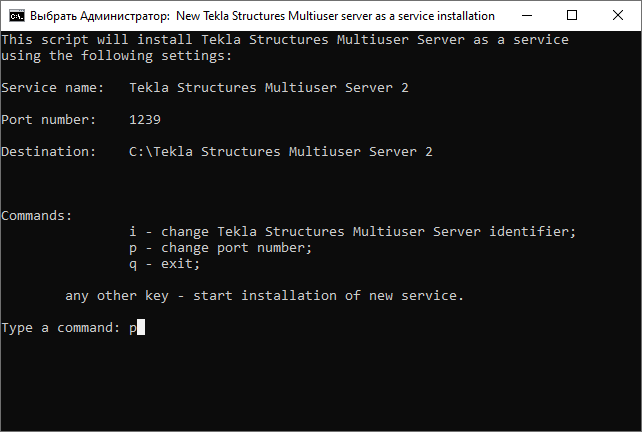 Выбрать Администратор:  New Tekla Structures Multiuser server as a service installation
This script will install Tekla Structures Multiuser Server as a service
using the following settings:
Service name:   Tekla Structures Multiuser Server 2
Port number:    1239
Destination:    C:\Tekla Structures Multiuser Server 2
Commands:
i - change Tekla Structures Multiuser Server identifier;
p - change port number;
q - exit;
any other key - start installation of new service.
Type a command: p